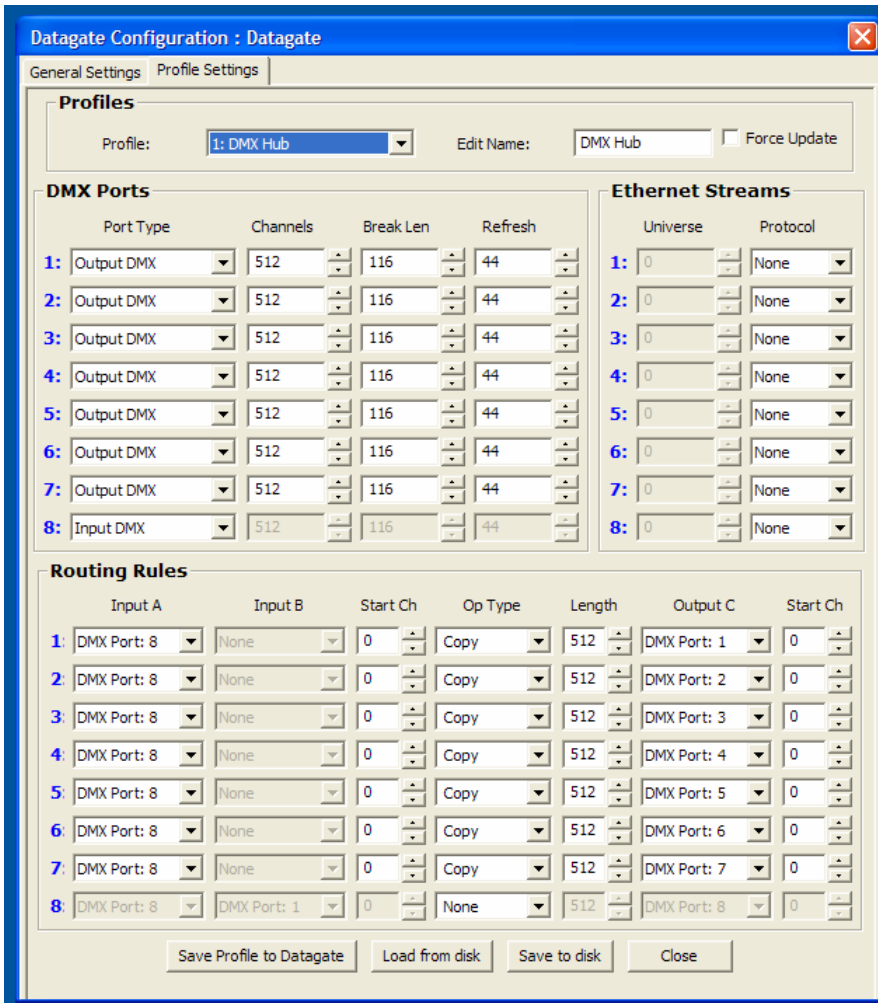 Datagate Configuration : Datagate
General Settings Profile Settings
Profiles
Profile: 1: DMX Hub Edit Name: DMX Hub Force Update
DMX Ports Ethernet Streams
Port Type Channels Break Len Refresh Universe Protocol
1: Output DMX 512 116 44 1: 0 None
2: Output DMX 512 116 44 2: 0 None
3: Output DMX 512 116 44 3: 0 None
4: Output DMX 512 116 44 4: 0 None
5: Output DMX 512 116 44 5: 0 None
6: Output DMX 512 116 44 6: 0 None
7: Output DMX 512 116 44 7: 0 None
8: Input DMX 512 116 44 8: 0 None
Routing Rules
Input A Input B Start Ch Op Type Length Output C Start Ch
1: DMX Port: 8 None 0 Copy 512 DMX Port: 1 0
2: DMX Port: 8 None 0 Copy 512 DMX Port: 2 0
3: DMX Port: 8 None 0 Copy 512 DMX Port: 3 0
4: DMX Port: 8 None 0 Copy 512 DMX Port: 4 0
5: DMX Port: 8 None 0 Copy 512 DMX Port: 5 0
6: DMX Port: 8 None 0 Copy 512 DMX Port: 6 0
7: DMX Port: 8 None 0 Copy 512 DMX Port: 7 0
8: DMX Port: 8 DMX Port: 1 0 None 512 DMX Port: 8 0
Save Profile to Datagate Load from disk Save to disk Close